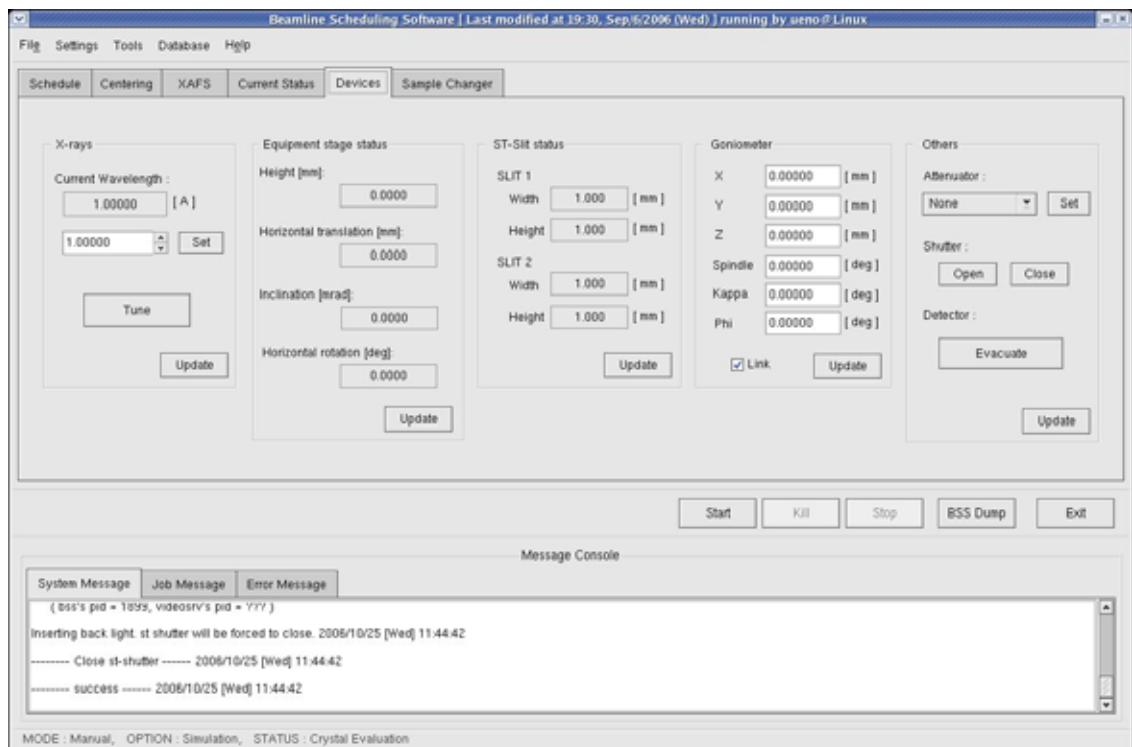 Beamline Scheduling Software [ Last modified at 19:30, Sep/6/2006 (Wed) ] running by ueno@Linux
File Settings Tools Database Help
Schedule Centering XAFS Current Status Devices Sample Changer
X-rays
Current Wavelength :
1.00000 [ A ]
1.00000 Set
Tune
Update
Equipment stage status
Height [mm]:
0.0000
Horizontal translation [mm]:
0.0000
Inclination [mrad]:
0.0000
Horizontal rotation [deg]:
0.0000
Update
ST-Slit status
SLIT 1
Width 1.000 [ mm ]
Height 1.000 [ mm ]
SLIT 2
Width 1.000 [ mm ]
Height 1.000 [ mm ]
Update
Goniometer
X 0.00000 [ mm ]
Y 0.00000 [ mm ]
Z 0.00000 [ mm ]
Spindle 0.00000 [ deg ]
Kappa 0.00000 [ deg ]
Phi 0.00000 [ deg ]
Link Update
Others
Attenuator :
None Set
Shutter :
Open Close
Detector :
Evacuate
Update
Start Kill Stop BSS Dump Exit
Message Console
System Message Job Message Error Message
( bss's pid = 1899, videosrv's pid = ??? )
Inserting back light. st shutter will be forced to close. 2006/10/25 [Wed] 11:44:42
--------- Close st-shutter ------- 2006/10/25 [Wed] 11:44:42
--------- success ------- 2006/10/25 [Wed] 11:44:42
MODE : Manual, OPTION : Simulation, STATUS : Crystal Evaluation